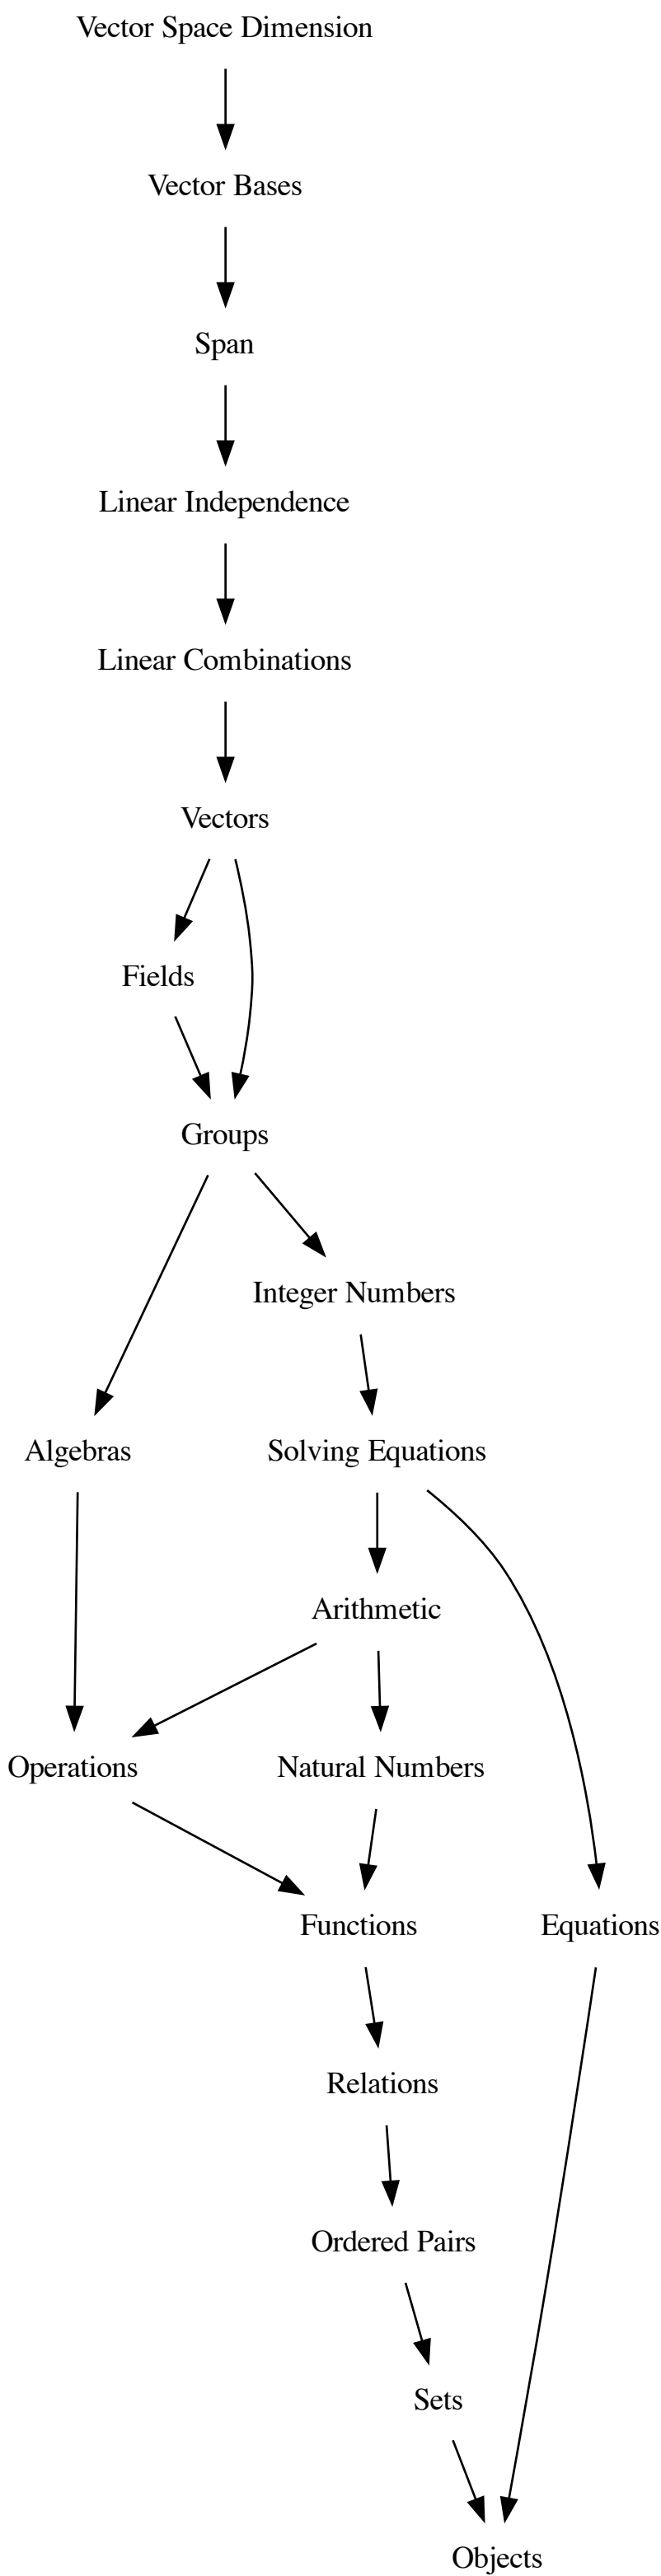 Vector Space Dimension
Vector Bases
Span
Linear Independence
Linear Combinations
Vectors
Fields
Groups
Integer Numbers
Algebras
Solving Equations
Arithmetic
Operations
Natural Numbers
Functions
Equations
Relations
Ordered Pairs
Sets
Objects